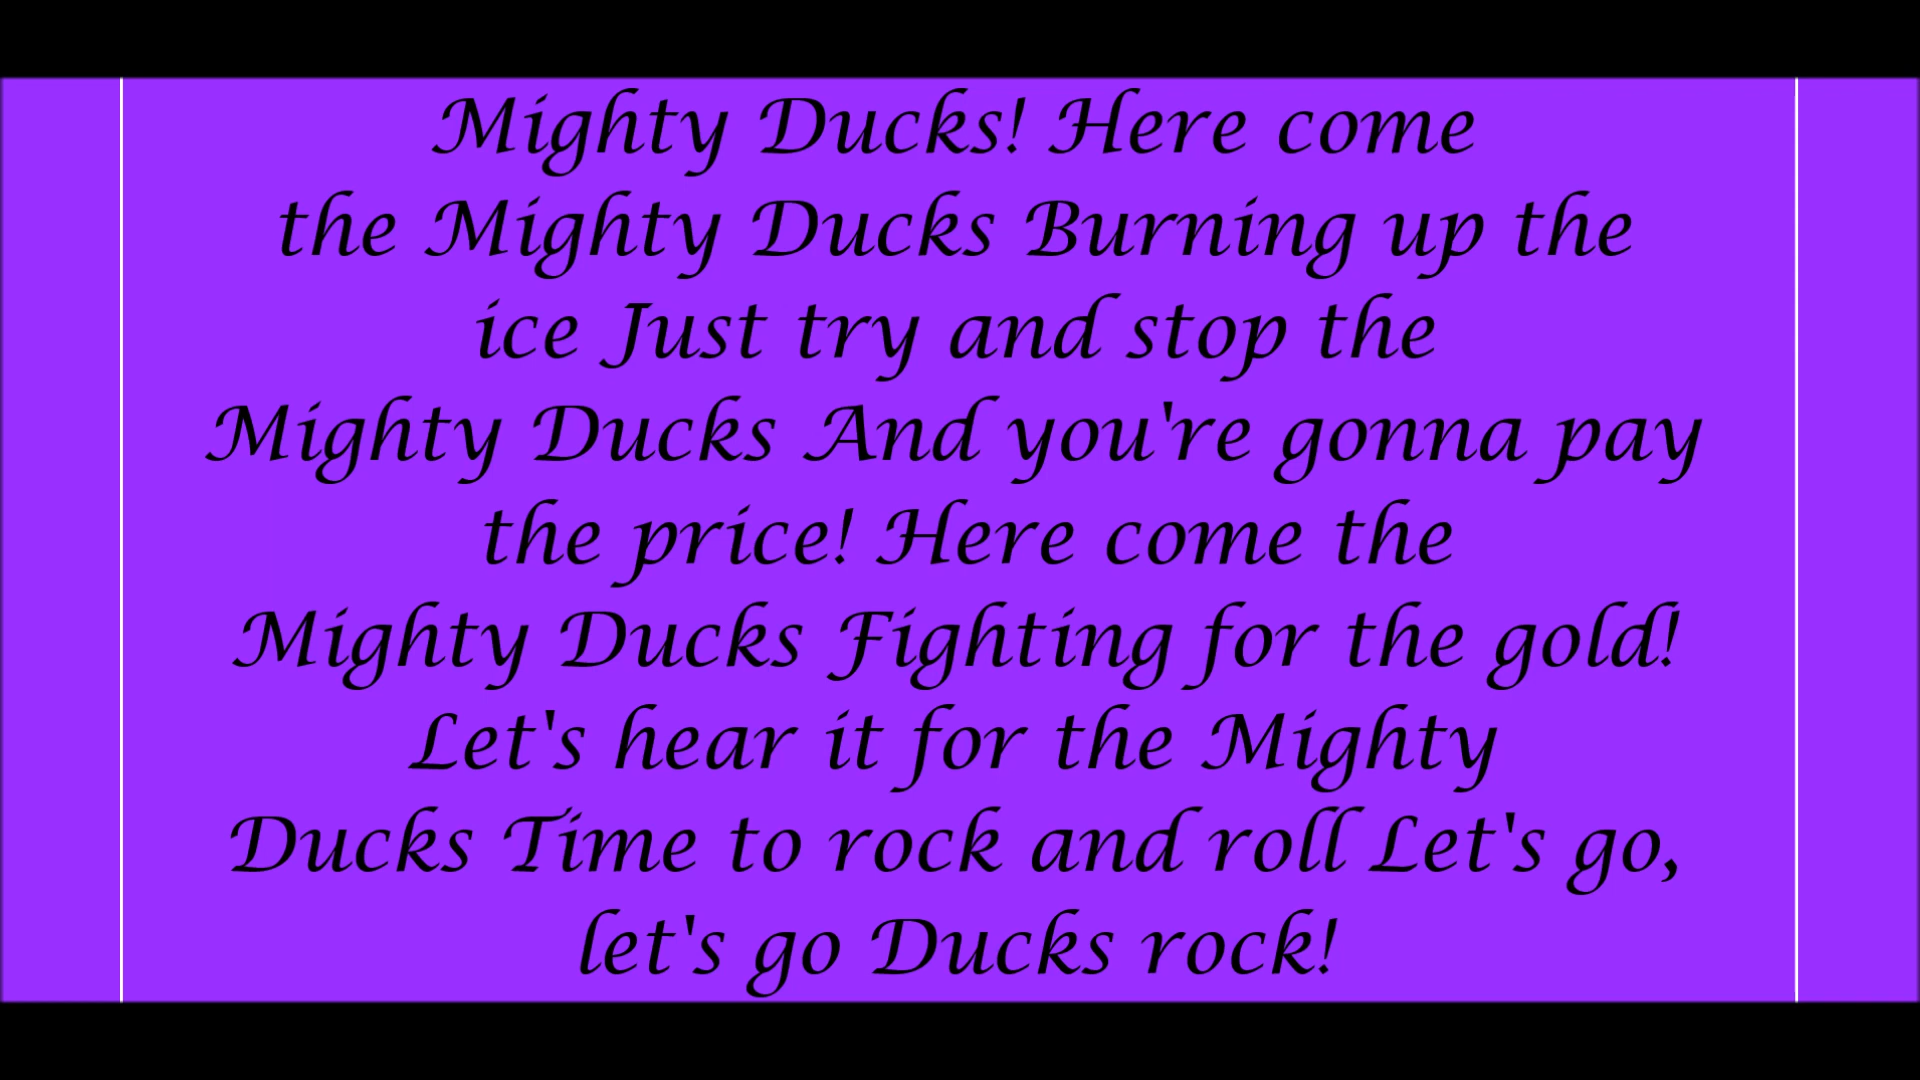 Mighty Ducks! Here come
the Mighty Ducks Burning up the
ice Just try and stop the
Mighty Ducks And you're gonna pay
the price! Here come the
Mighty Ducks Fighting for the gold!
Let's hear it for the Mighty
Ducks Time to rock and roll Let's go,
let's go Ducks rock!